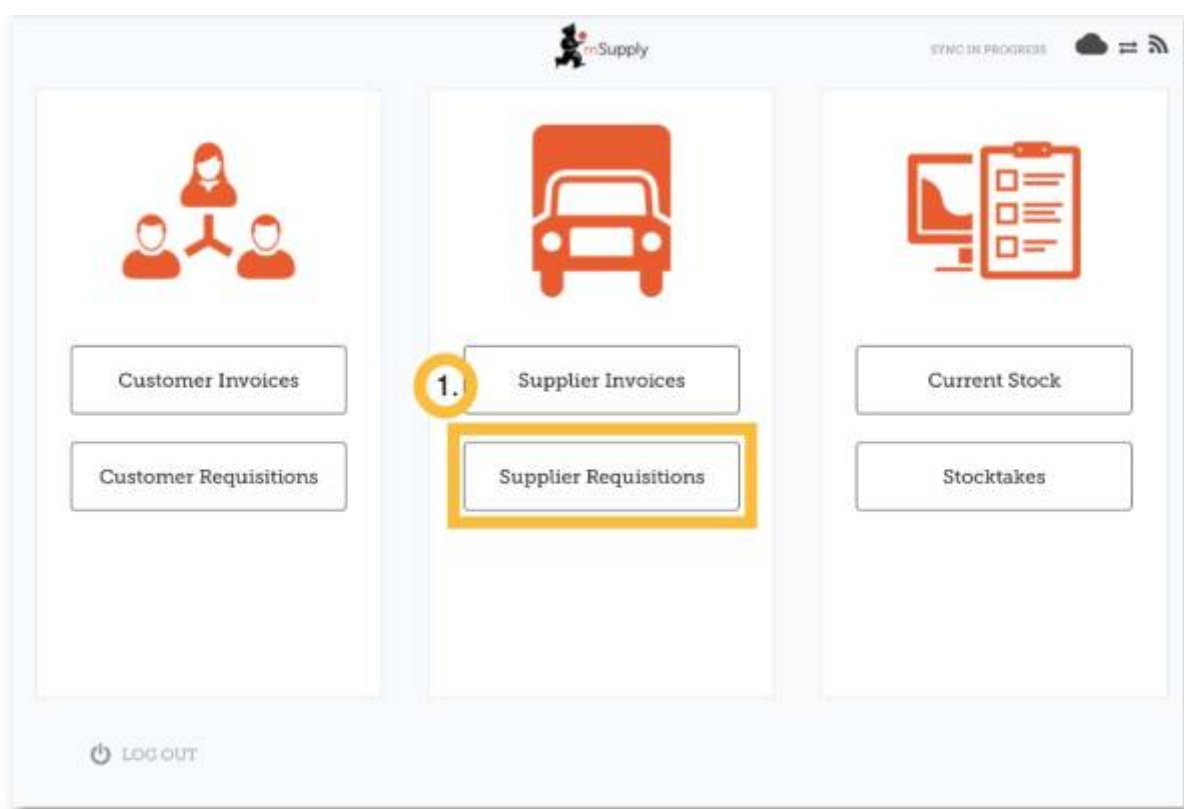 mSupply
SYNC IN PROGRESS
Customer Invoices
Customer Requisitions
1.
Supplier Invoices
Supplier Requisitions
Current Stock
Stocktakes
LOG OUT